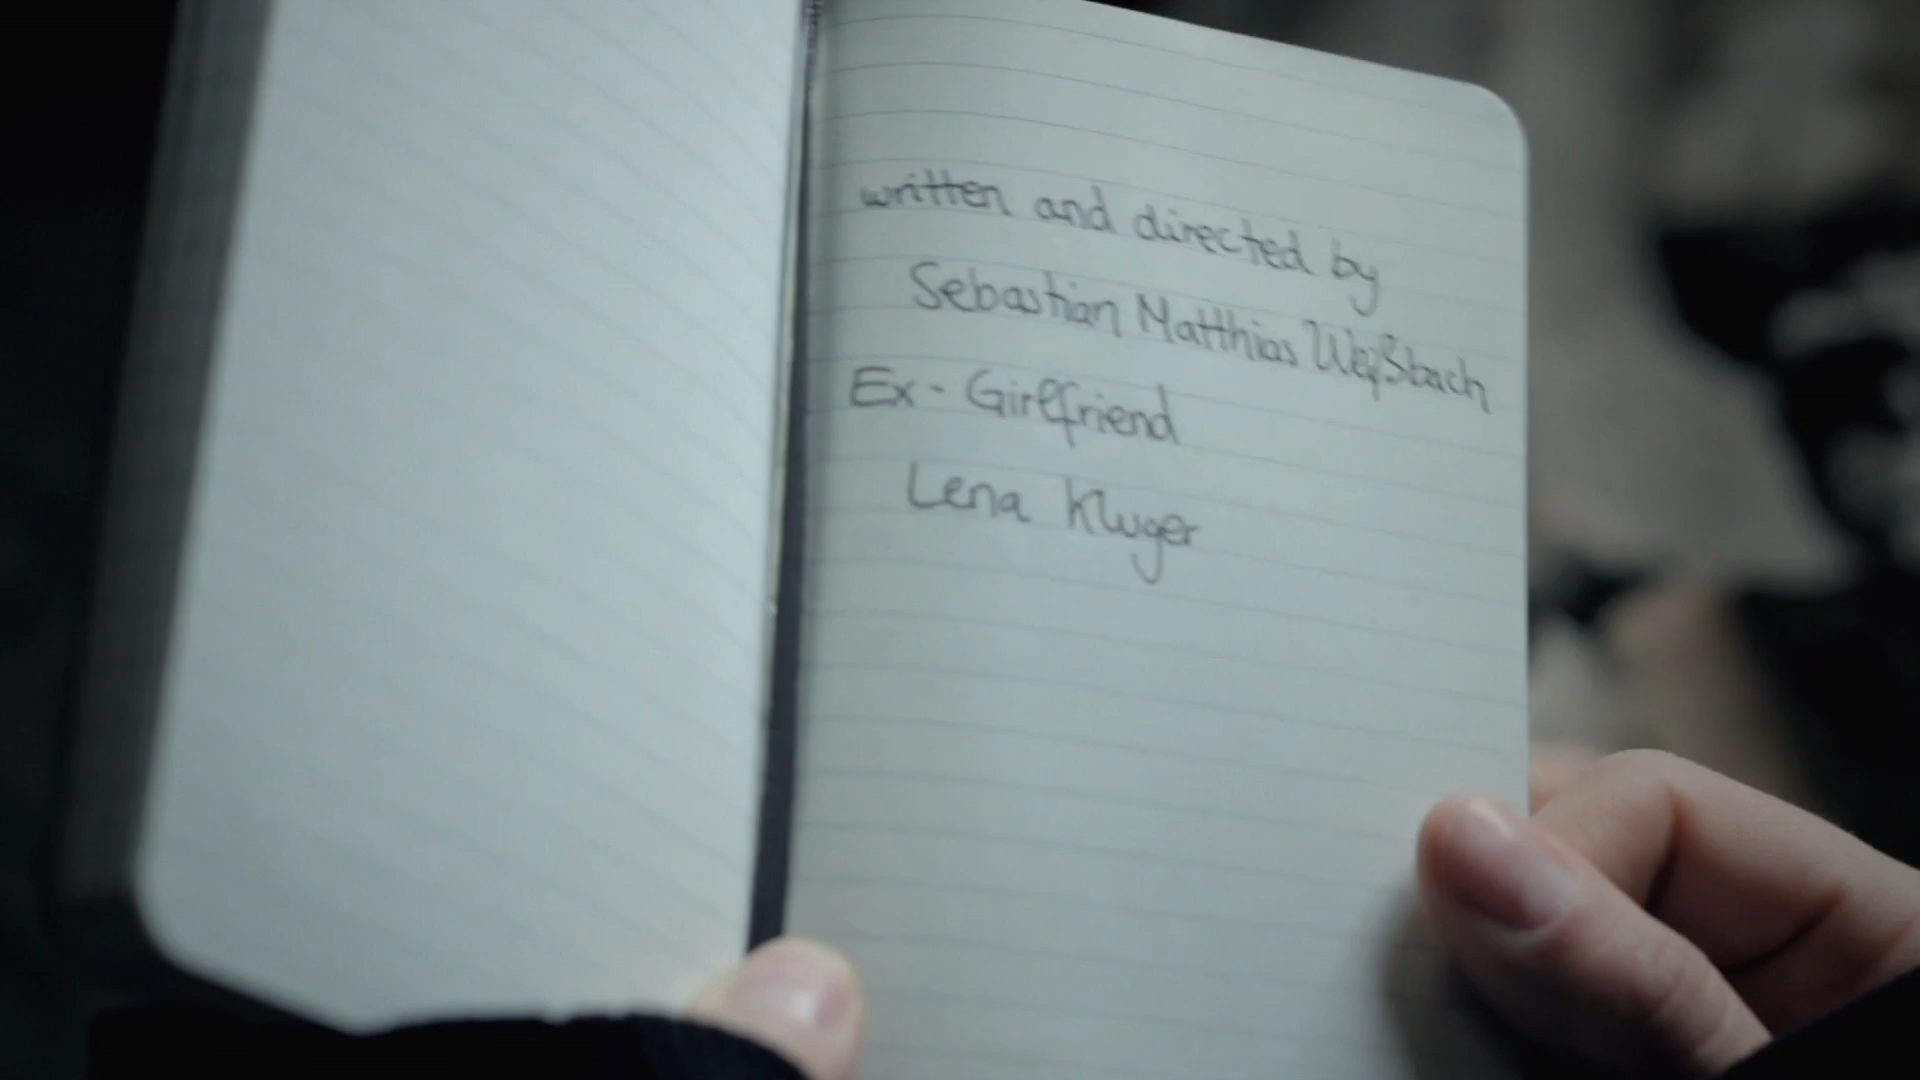 written and directed by
Sebastian Matthias Weißbach
Ex-Girlfriend
Lena Kluger